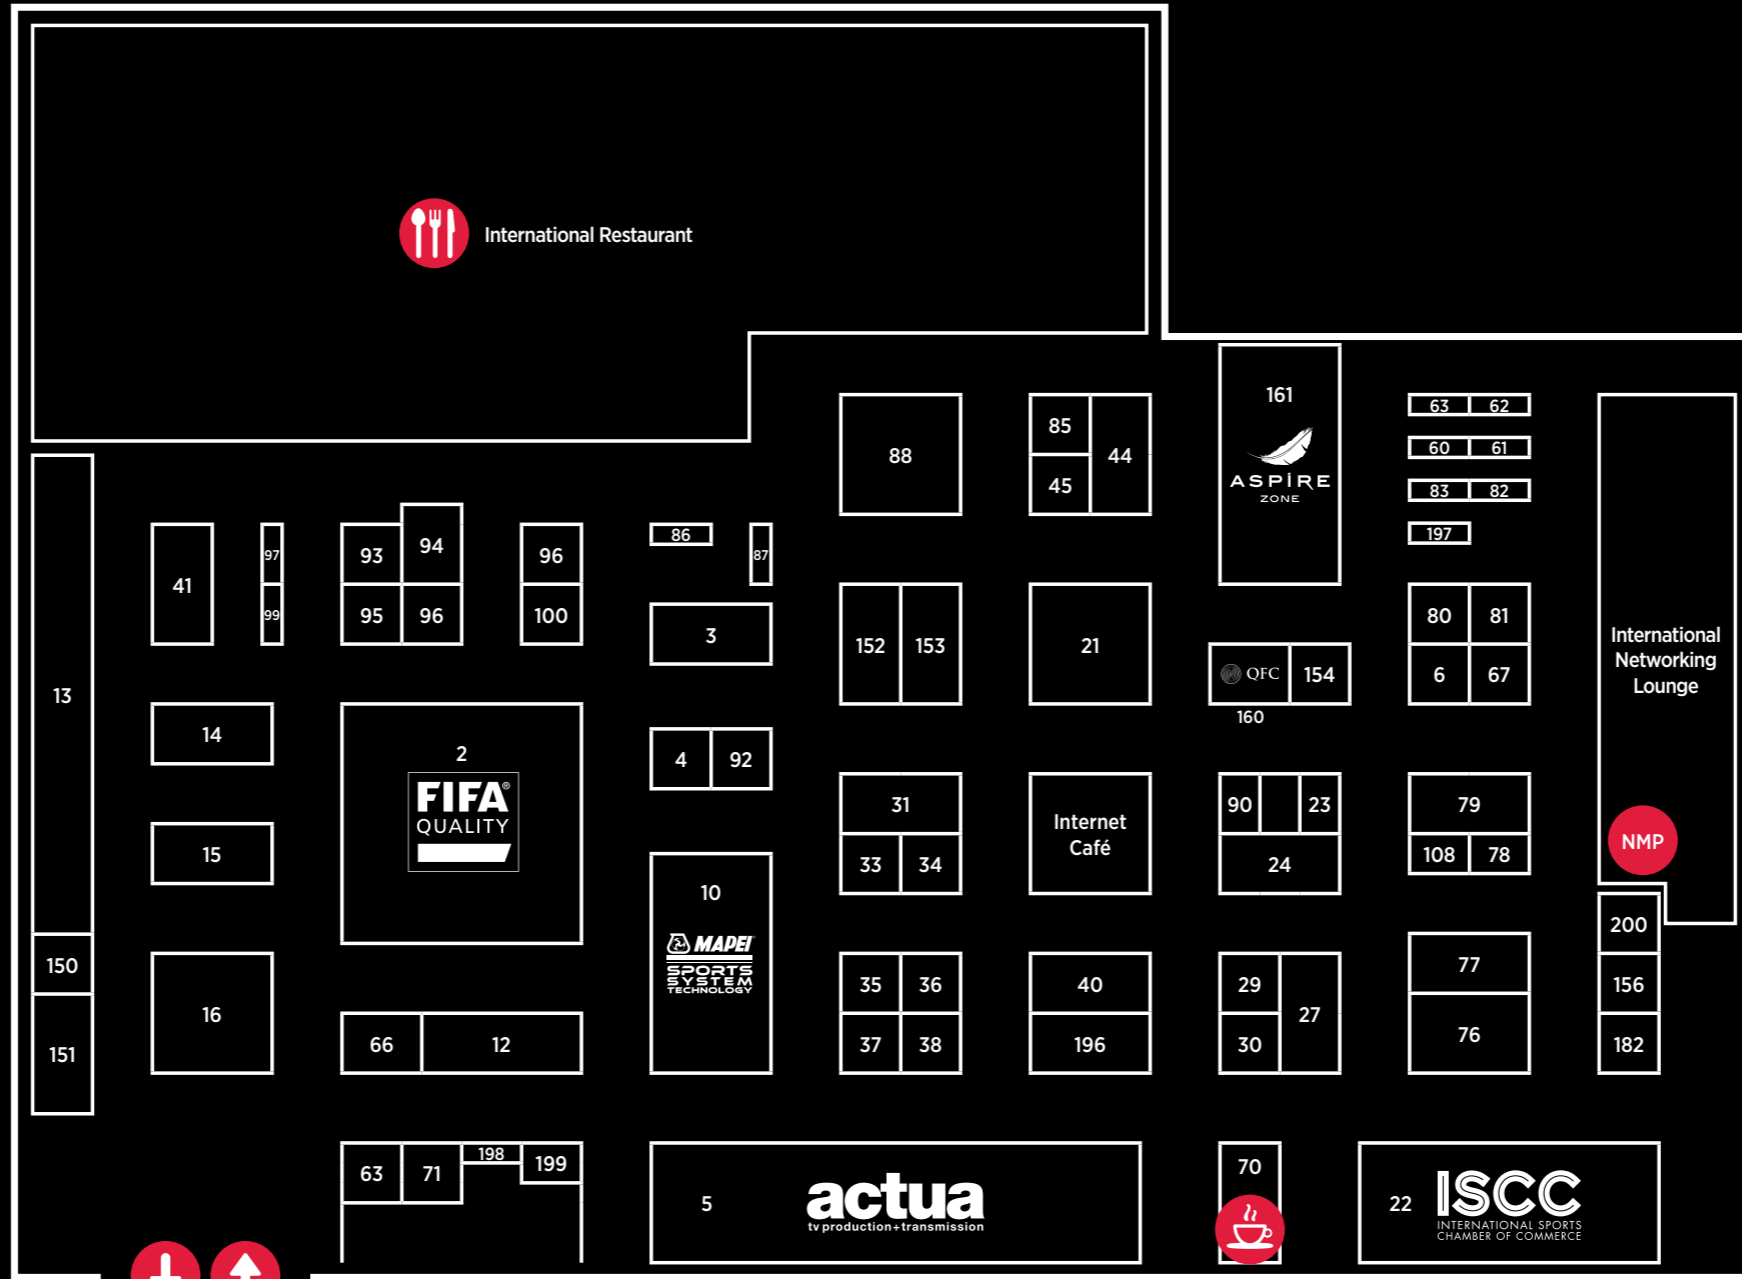 International Restaurant
161
ASPIRE
ZONE
63 62
60 61
83 82
197
88
85
44
45
86
87
97
99
41
93
94
95
96
96
100
3
152 153
21
80 81
6 67
QFC 154
160
International
Networking
Lounge
13
14
2
FIFA®
QUALITY
4 92
31
33 34
Internet
Café
90 23
24
79
108 78
NMP
15
10
MAPEI
SPORTS
SYSTEM
TECHNOLOGY
200
150
151
16
66 12
35 36
37 38
40
196
29
27
30
77
76
156
182
63 71 198 199
5
actua
tv production+transmission
70
22
ISCC
INTERNATIONAL SPORTS
CHAMBER OF COMMERCE